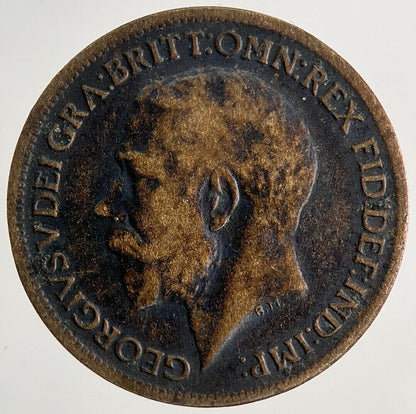 GEORGIVS V DEI GRA: BRITT: OMN: REX FID: DEF: IND: IMP:
B.M.